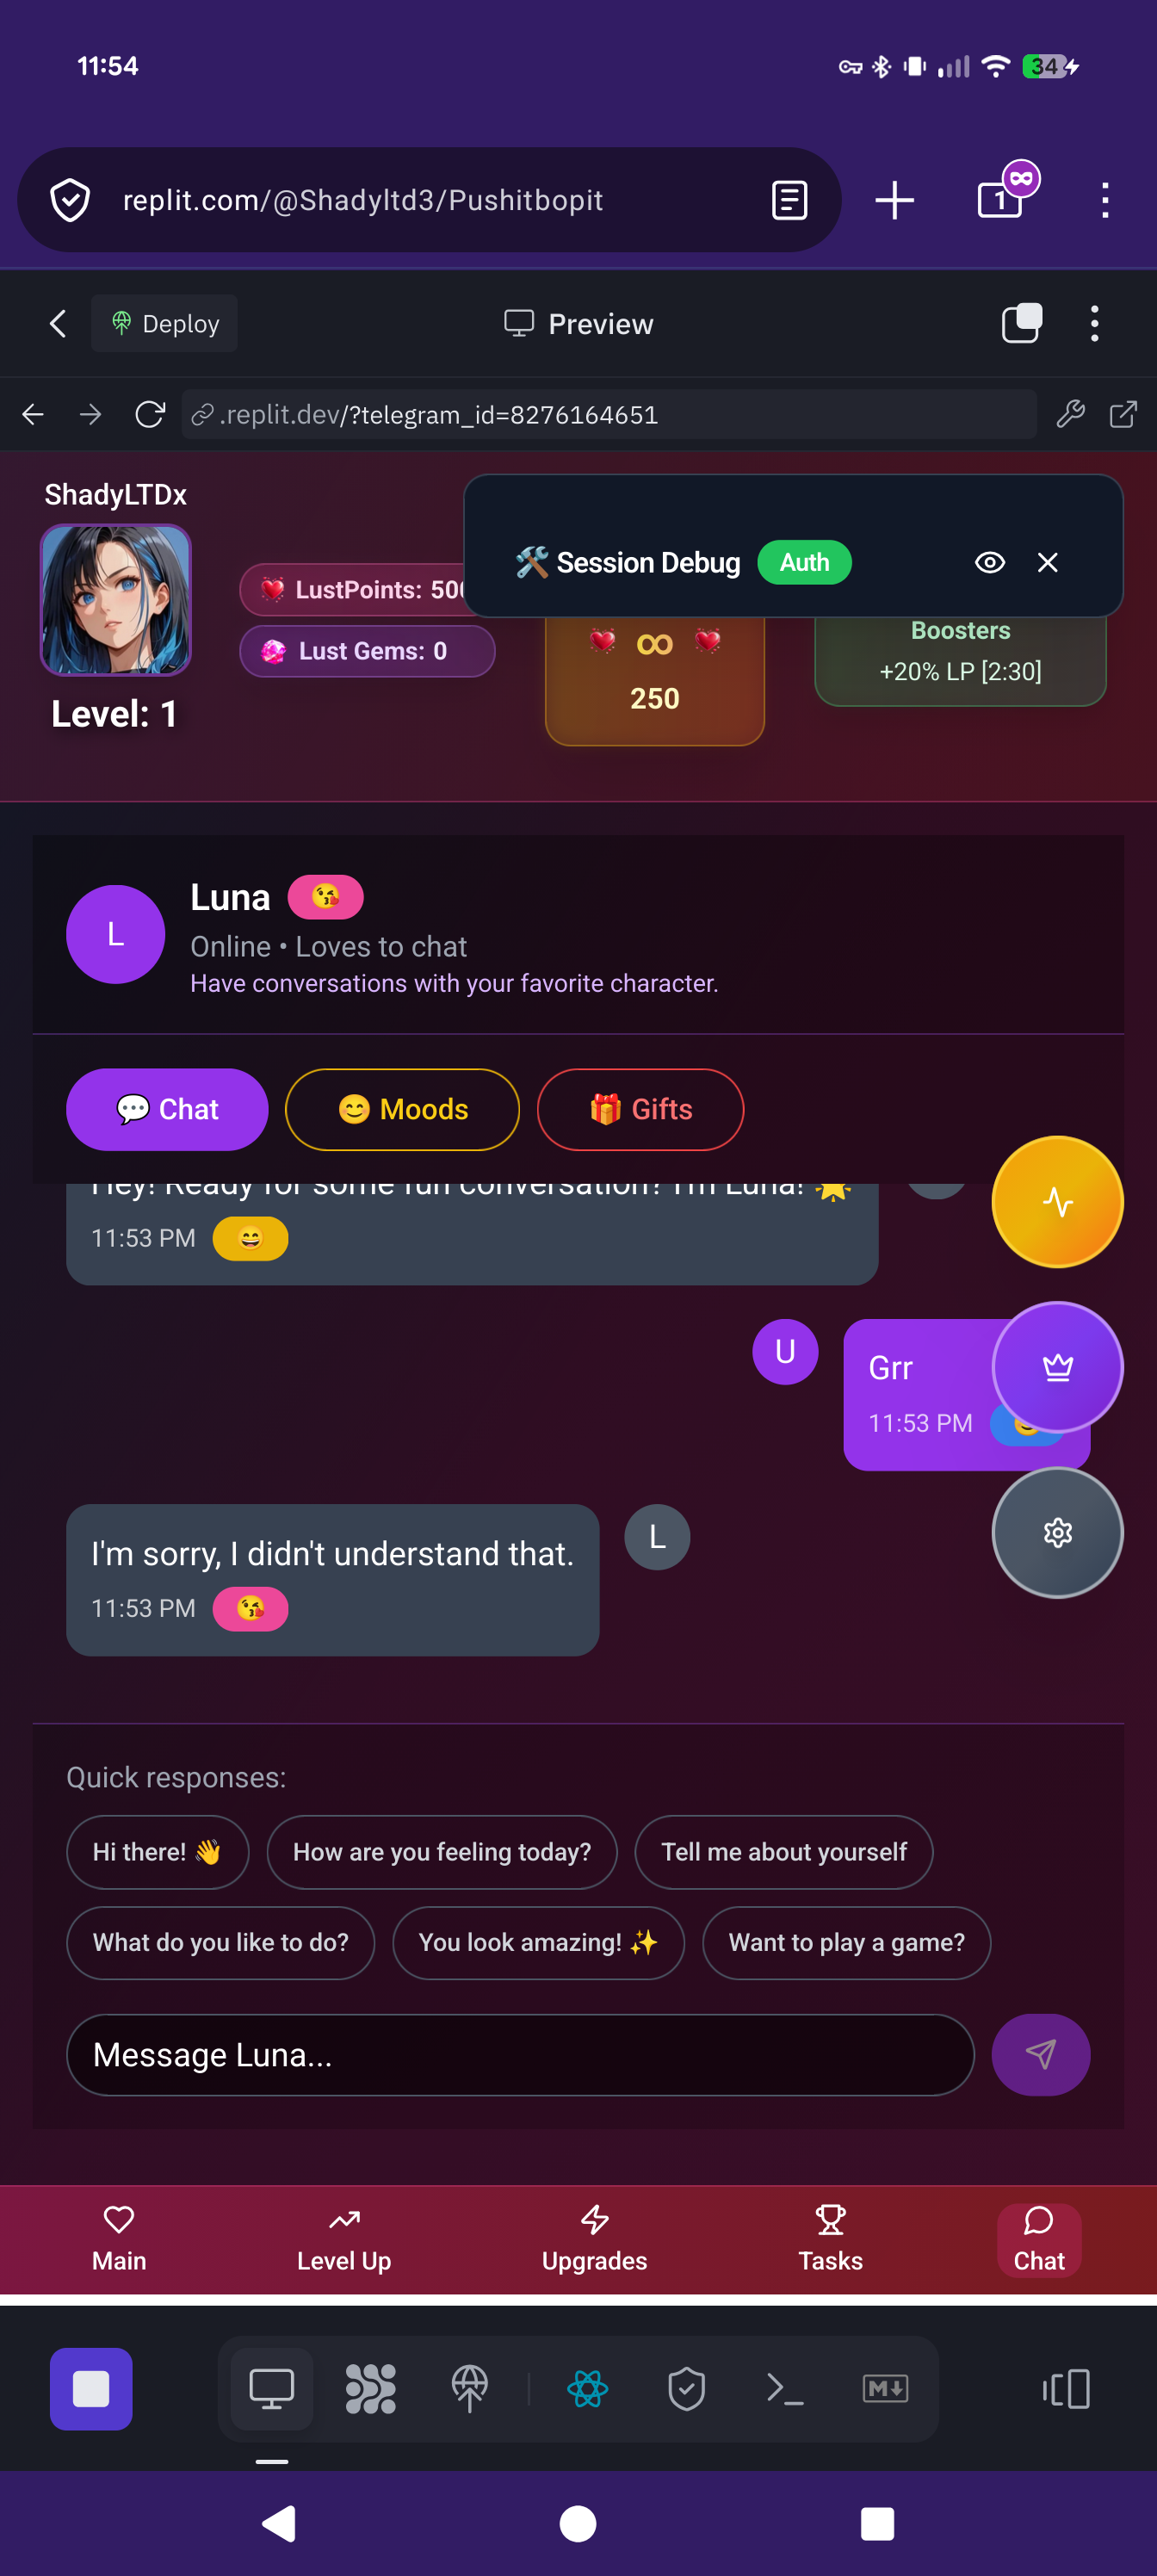 11:54
34
replit.com/@Shadyltd3/Pushitbopit
1
Deploy
Preview
.replit.dev/?telegram_id=8276164651
ShadyLTDx
🛠️ Session Debug Auth
LustPoints: 500
Lust Gems: 0
∞
250
Boosters
+20% LP [2:30]
Level: 1
L
Luna 😘
Online • Loves to chat
Have conversations with your favorite character.
💬 Chat
😊 Moods
🎁 Gifts
Hey! Ready for some fun conversation? I'm Luna! 🌟
11:53 PM 😄
U
Grr
11:53 PM
I'm sorry, I didn't understand that.
L
11:53 PM 😘
Quick responses:
Hi there! 👋
How are you feeling today?
Tell me about yourself
What do you like to do?
You look amazing! ✨
Want to play a game?
Message Luna...
Main
Level Up
Upgrades
Tasks
Chat
M